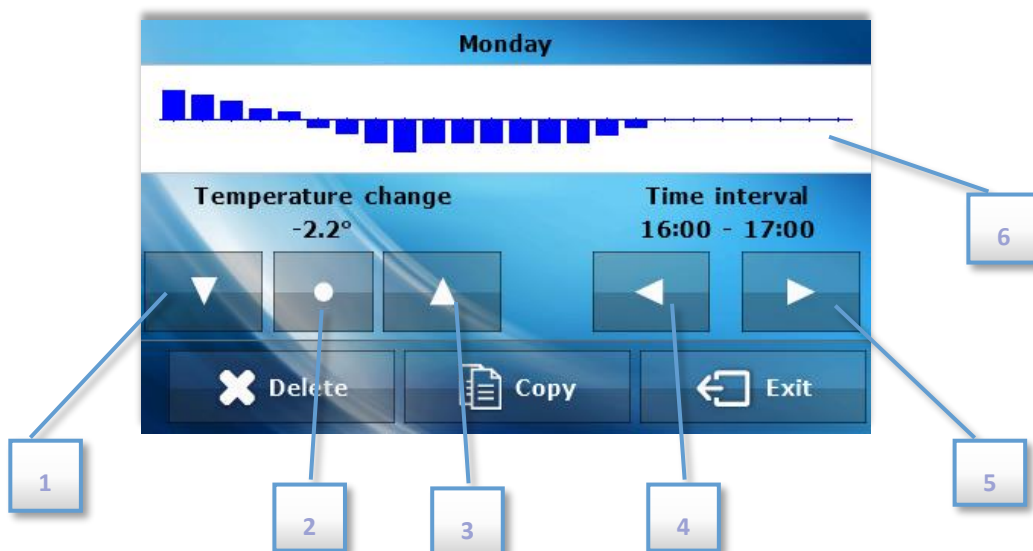 Monday
Temperature change
-2.2°
Time interval
16:00 - 17:00
6
Delete
Copy
Exit
1
2
3
4
5